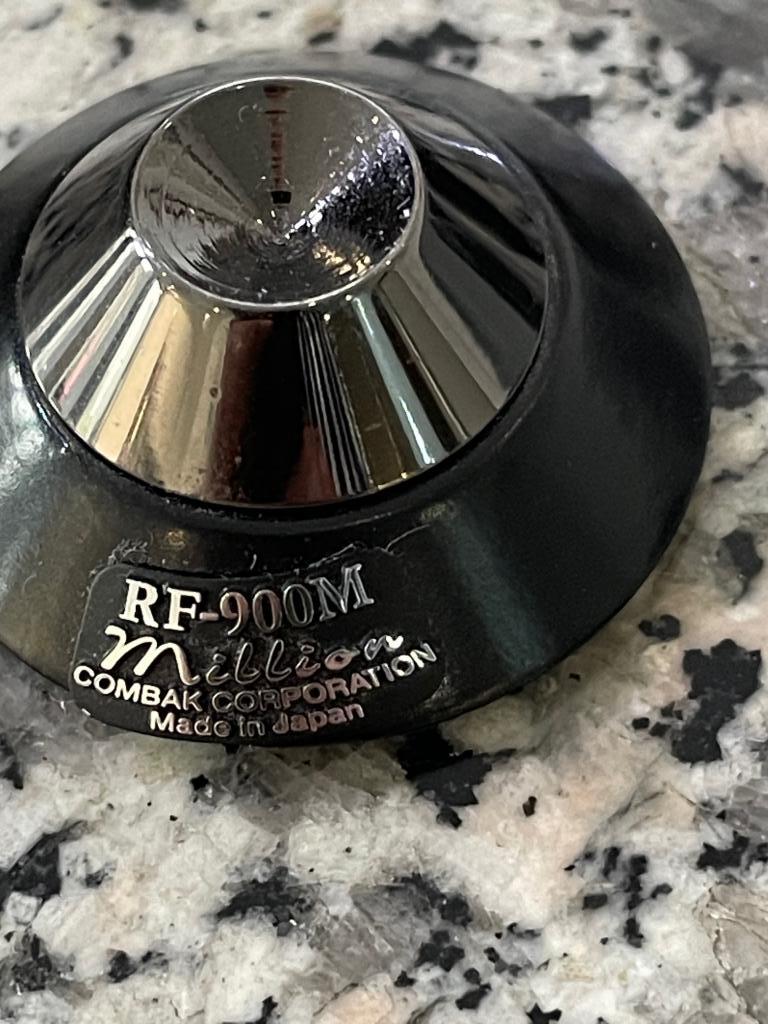 RF-900M
Million
COMBAK CORPORATION
Made in Japan